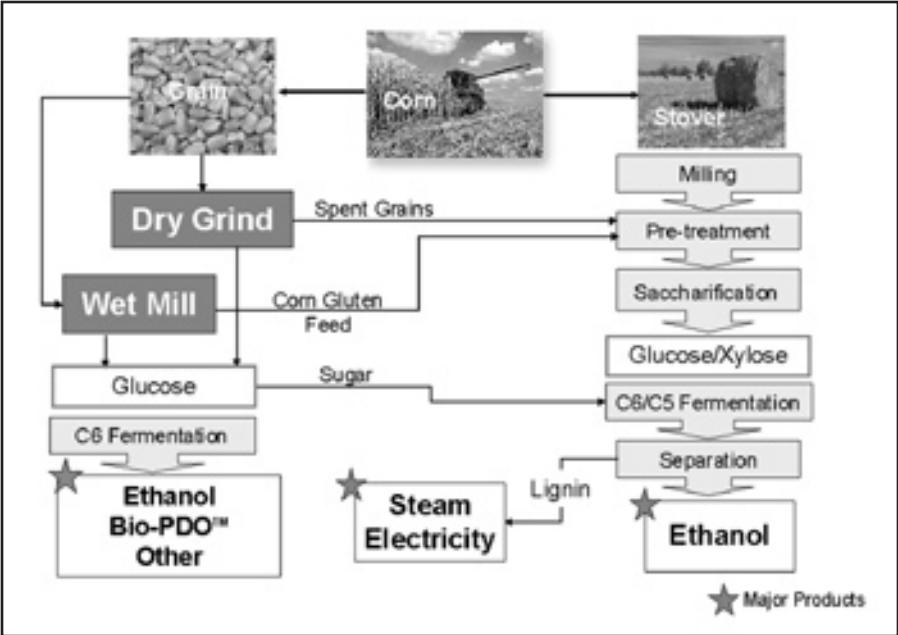 Grain
Corn
Stover
Milling
Dry Grind
Spent Grains
Pre-treatment
Wet Mill
Corn Gluten
Feed
Saccharification
Glucose/Xylose
Glucose
Sugar
C6/C5 Fermentation
C6 Fermentation
Separation
Lignin
Ethanol
Bio-PDO™
Other
Steam
Electricity
Ethanol
Major Products